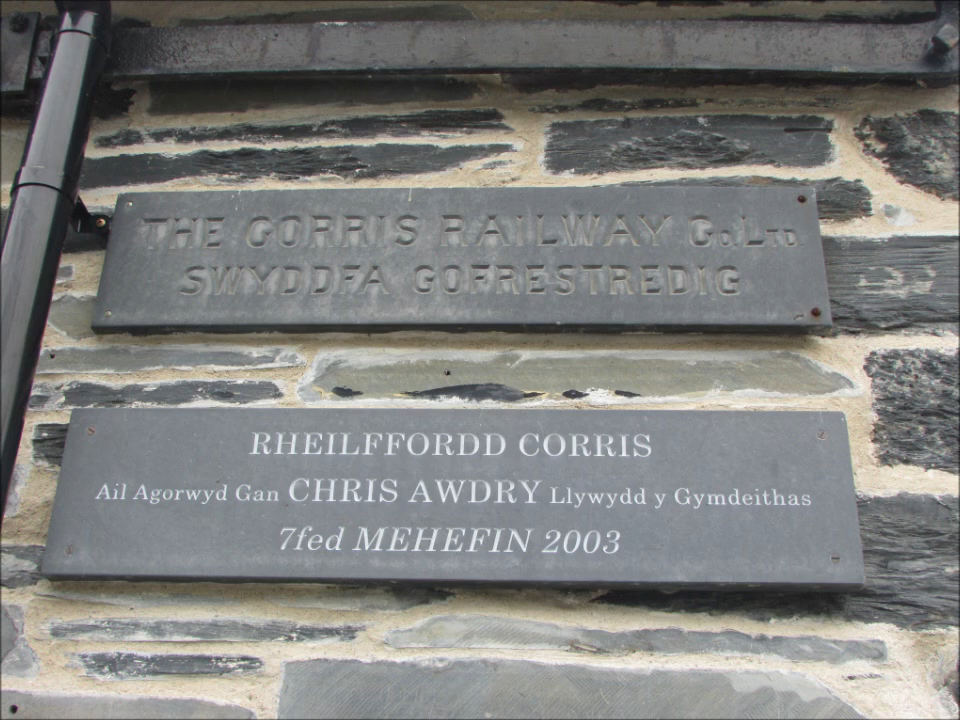 THE CORRIS RAILWAY Co. LTD
SWYDDFA GOFRESTREDIG
RHEILFFORDD CORRIS
Ail Agorwyd Gan CHRIS AWDRY Llywydd y Gymdeithas
7fed MEHEFIN 2003